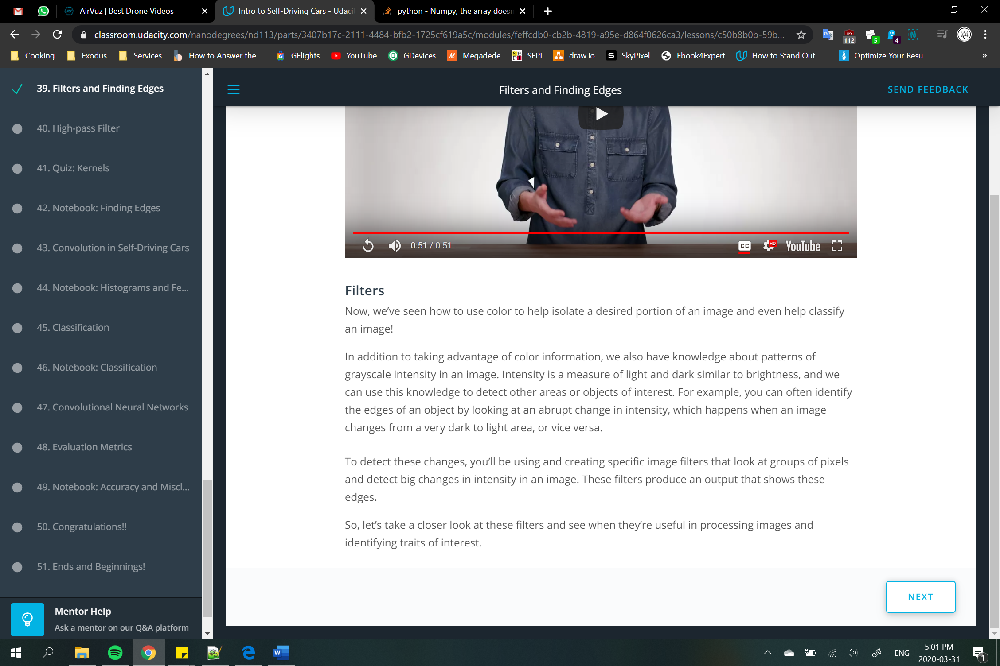 AirVūz | Best Drone Videos
Intro to Self-Driving Cars - Udaci
python - Numpy, the array doesn
classroom.udacity.com/nanodegrees/nd113/parts/3407b17c-2111-4484-bfb2-1725cf619a5c/modules/feffcdb0-cb2b-4819-a95e-d864f0626ca3/lessons/c50b8b0b-59b...
112
5
4
Cooking
Exodus
Services
How to Answer the...
GFlights
YouTube
GDevices
Megadede
SEPI
draw.io
SkyPixel
Ebook4Expert
How to Stand Out...
Optimize Your Resu...
»
39. Filters and Finding Edges
40. High-pass Filter
41. Quiz: Kernels
42. Notebook: Finding Edges
43. Convolution in Self-Driving Cars
44. Notebook: Histograms and Fe...
45. Classification
46. Notebook: Classification
47. Convolutional Neural Networks
48. Evaluation Metrics
49. Notebook: Accuracy and Miscl...
50. Congratulations!!
51. Ends and Beginnings!
Mentor Help
Ask a mentor on our Q&A platform
Filters and Finding Edges
SEND FEEDBACK
0:51 / 0:51
CC
HD
YouTube
Filters
Now, we’ve seen how to use color to help isolate a desired portion of an image and even help classify
an image!
In addition to taking advantage of color information, we also have knowledge about patterns of
grayscale intensity in an image. Intensity is a measure of light and dark similar to brightness, and we
can use this knowledge to detect other areas or objects of interest. For example, you can often identify
the edges of an object by looking at an abrupt change in intensity, which happens when an image
changes from a very dark to light area, or vice versa.
To detect these changes, you’ll be using and creating specific image filters that look at groups of pixels
and detect big changes in intensity in an image. These filters produce an output that shows these
edges.
So, let’s take a closer look at these filters and see when they’re useful in processing images and
identifying traits of interest.
NEXT
ENG
5:01 PM
2020-03-31
1